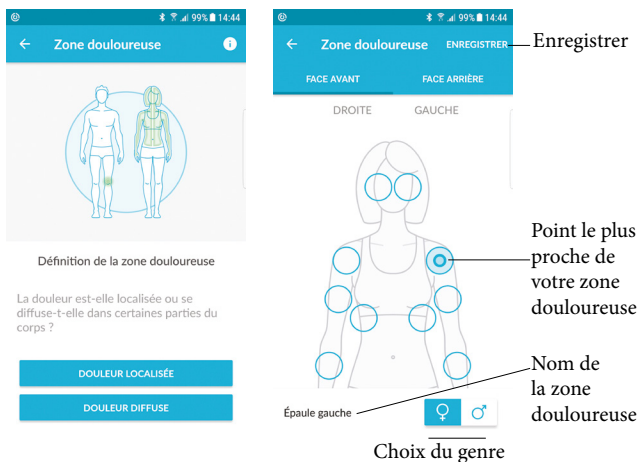 99% 14:44
Zone douloureuse
Définition de la zone douloureuse
La douleur est-elle localisée ou se
diffuse-t-elle dans certaines parties du
corps ?
DOULEUR LOCALISÉE
DOULEUR DIFFUSE
99% 14:44
Zone douloureuse ENREGISTRER
FACE AVANT FACE ARRIÈRE
DROITE GAUCHE
Épaule gauche
Enregistrer
Point le plus
proche de
votre zone
douloureuse
Nom de
la zone
douloureuse
Choix du genre